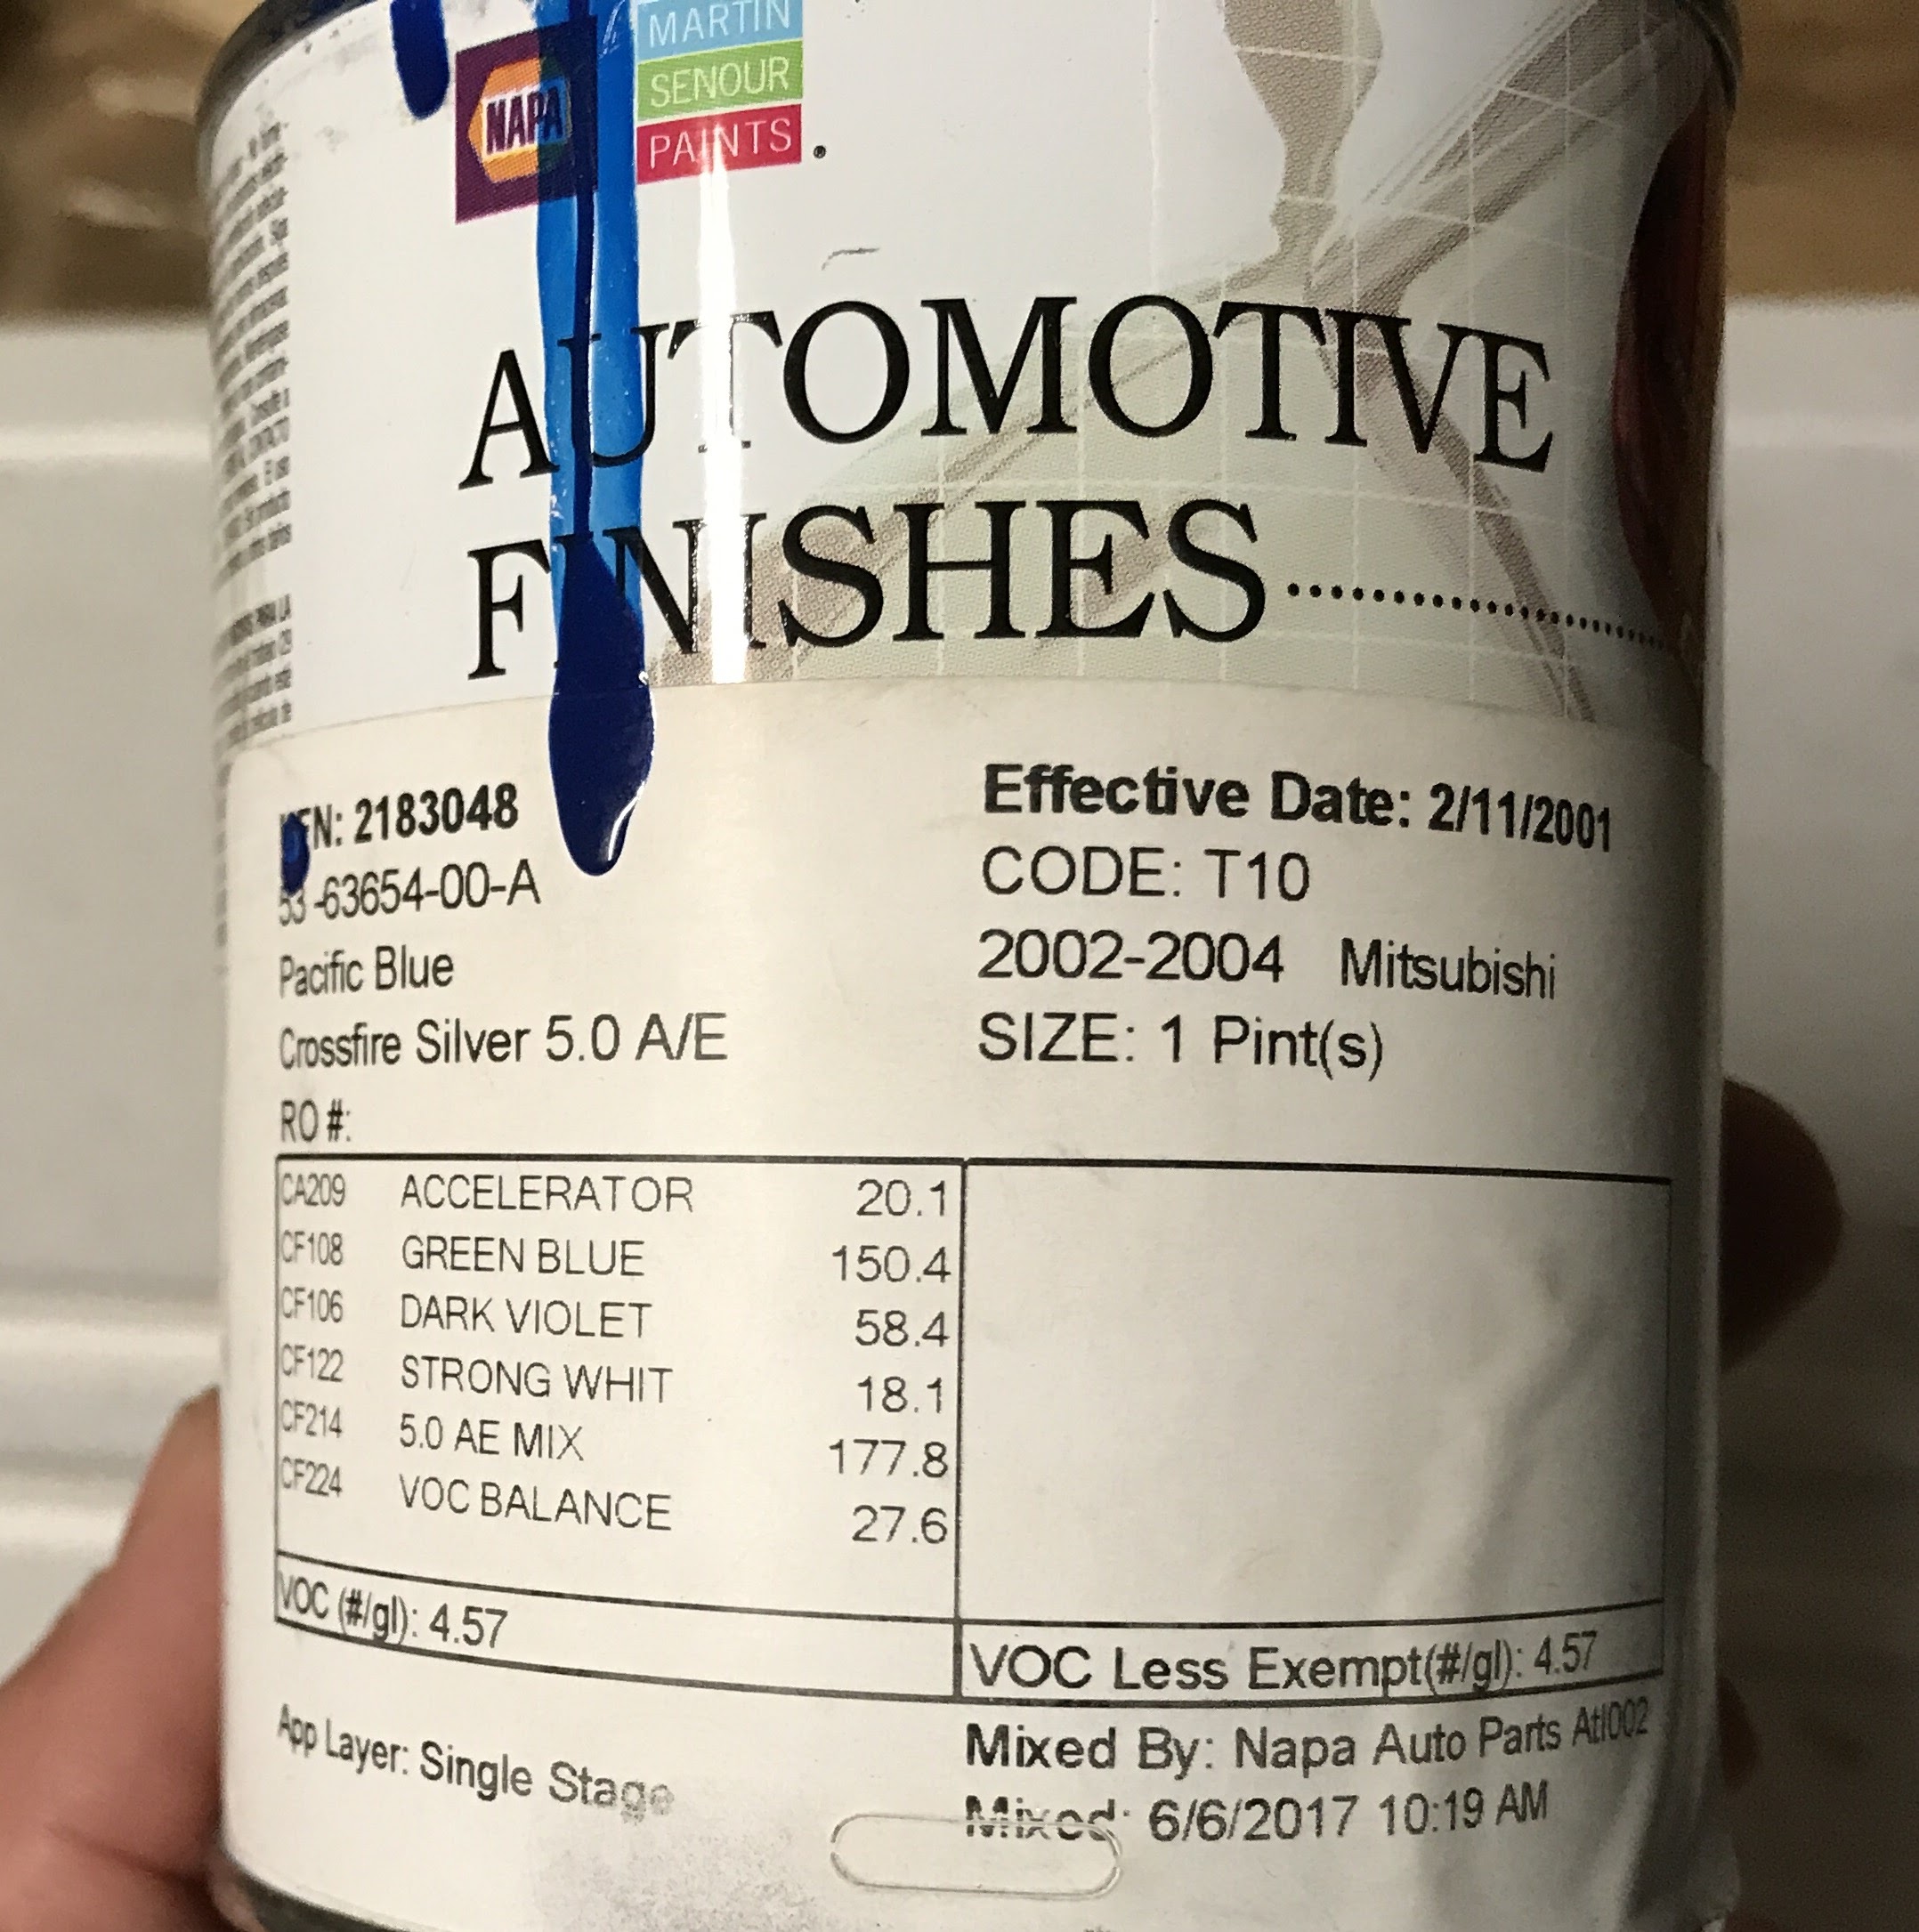 NAPA
MARTIN
SENOUR
PAINTS
AUTOMOTIVE
FINISHES
2183048
53-63654-00-A
Pacific Blue
Crossfire Silver 5.0 A/E
RO #:
Effective Date: 2/11/2001
CODE: T10
2002-2004 Mitsubishi
SIZE: 1 Pint(s)
CA209 ACCELERATOR 20.1
CF108 GREEN BLUE 150.4
CF106 DARK VIOLET 58.4
CF122 STRONG WHIT 18.1
CF214 5.0 AE MIX 177.8
CF224 VOC BALANCE 27.6
VOC (#/gl): 4.57
VOC Less Exempt(#/gl): 4.57
App Layer: Single Stage
Mixed By: Napa Auto Parts Atl002
Mixed: 6/6/2017 10:19 AM